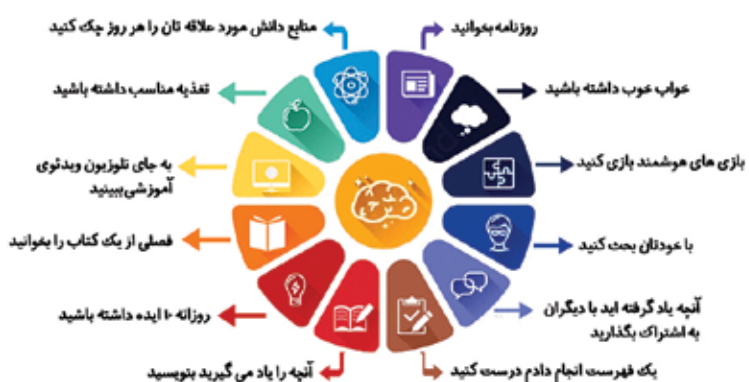 روزنامه بخوانید
خواب خوب داشته باشید
بازی های هوشمند بازی کنید
با خودتان بحث کنید
آنچه یاد گرفته اید با دیگران
به اشتراک بگذارید
یک فهرست انجام دادم درست کنید
آنچه را یاد می گیرید بنویسید
روزانه ۱۰ ایده داشته باشید
فصلی از یک کتاب را بخوانید
به جای تلوزیون ویدئوی
آموزشی ببینید
تغذیه مناسب داشته باشید
منابع دانش مورد علاقه تان را هر روز چک کنید